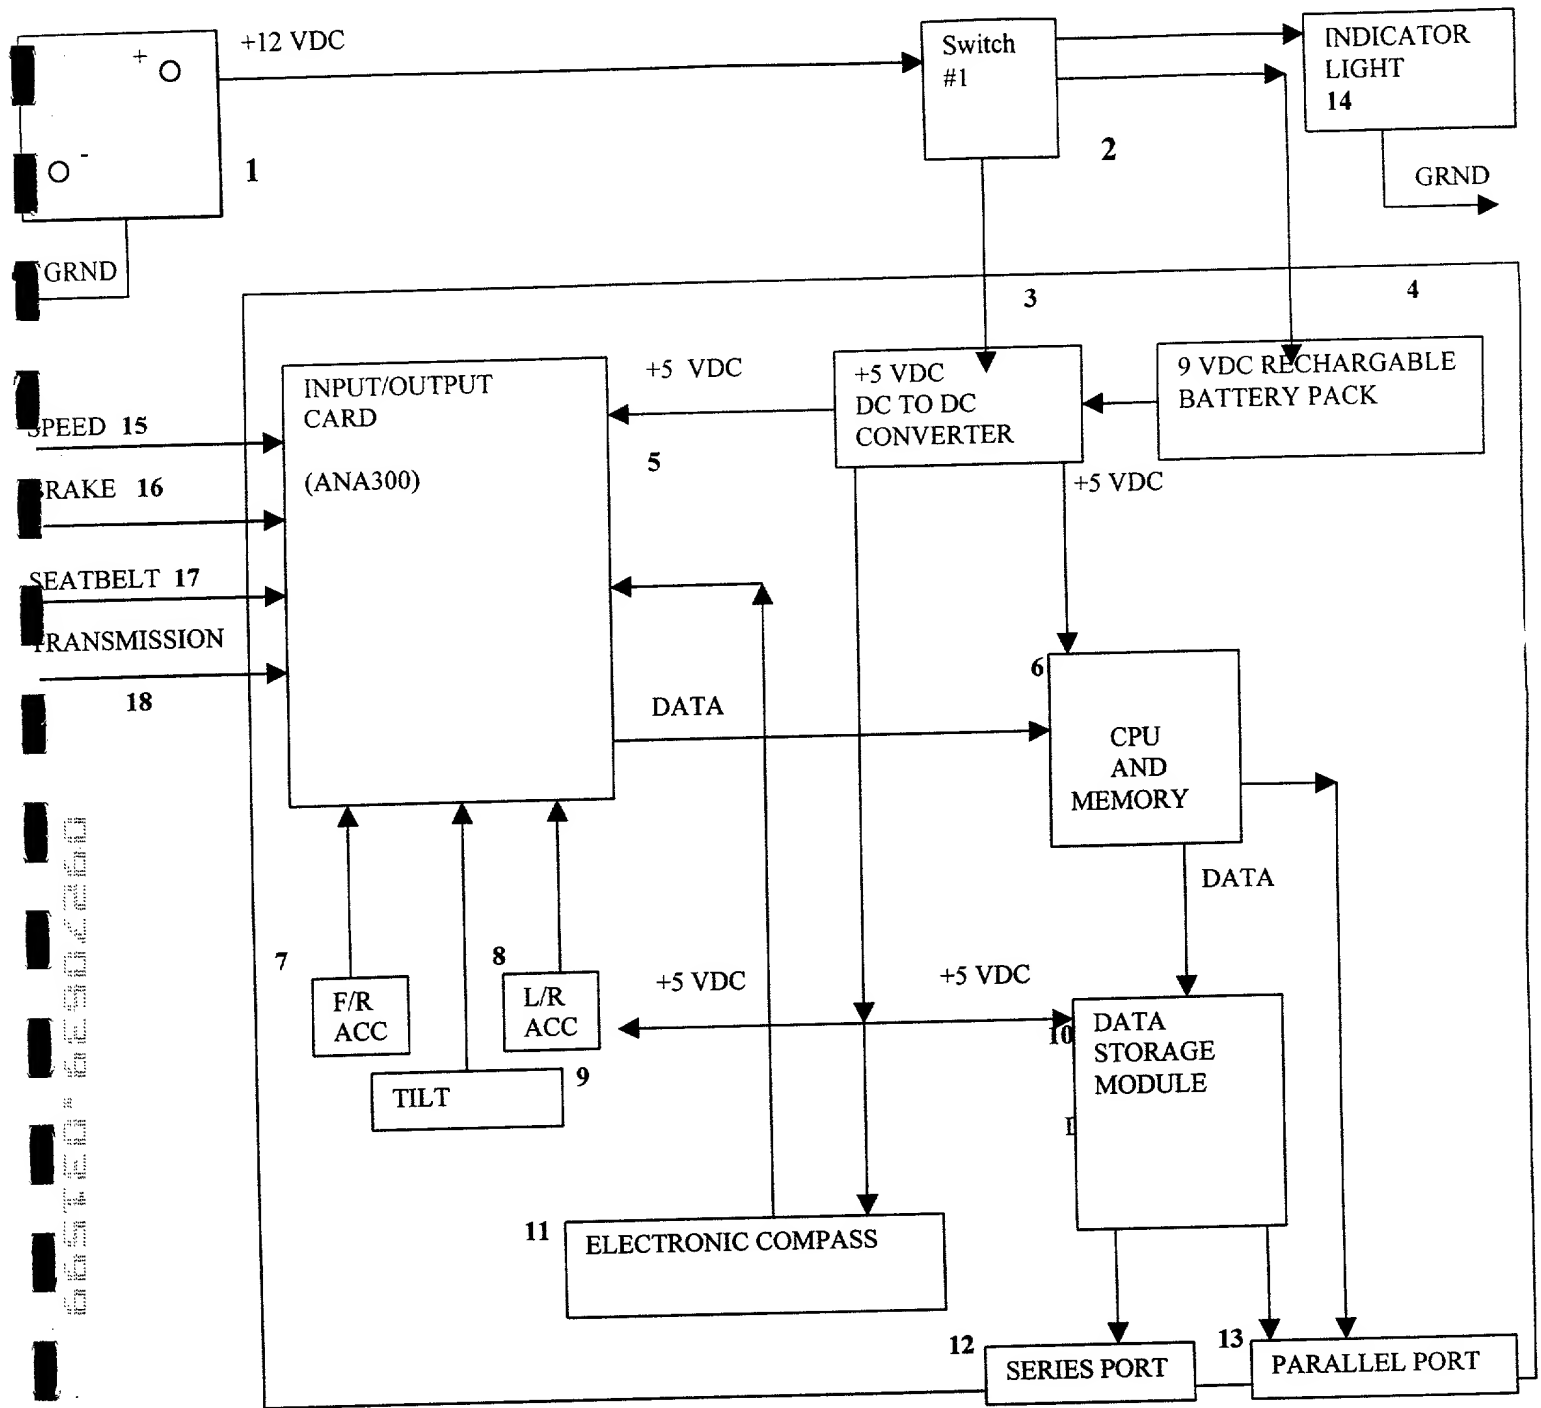 +12 VDC
+
-
1
GRND
Switch
#1
2
INDICATOR
LIGHT
14
GRND
3
4
INPUT/OUTPUT
CARD
(ANA300)
+5 VDC
5
+5 VDC
DC TO DC
CONVERTER
9 VDC RECHARGABLE
BATTERY PACK
+5 VDC
SPEED 15
BRAKE 16
SEATBELT 17
TRANSMISSION
18
DATA
6
CPU
AND
MEMORY
DATA
7
F/R
ACC
8
L/R
ACC
9
TILT
+5 VDC
+5 VDC
10
DATA
STORAGE
MODULE
11
ELECTRONIC COMPASS
12
SERIES PORT
13
PARALLEL PORT